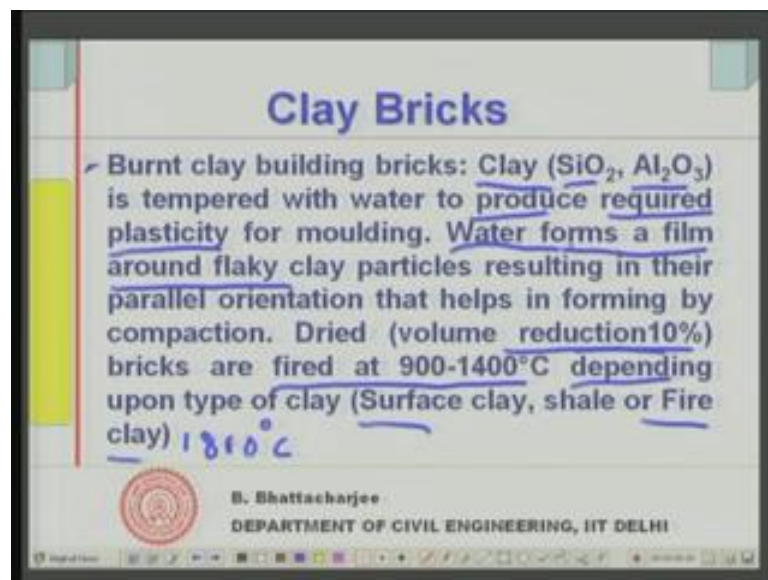 Clay Bricks
Burnt clay building bricks: Clay (SiO₂, Al₂O₃)
is tempered with water to produce required
plasticity for moulding. Water forms a film
around flaky clay particles resulting in their
parallel orientation that helps in forming by
compaction. Dried (volume reduction10%)
bricks are fired at 900-1400°C depending
upon type of clay (Surface clay, shale or Fire
clay) 1810°C
B. Bhattacharjee
DEPARTMENT OF CIVIL ENGINEERING, IIT DELHI